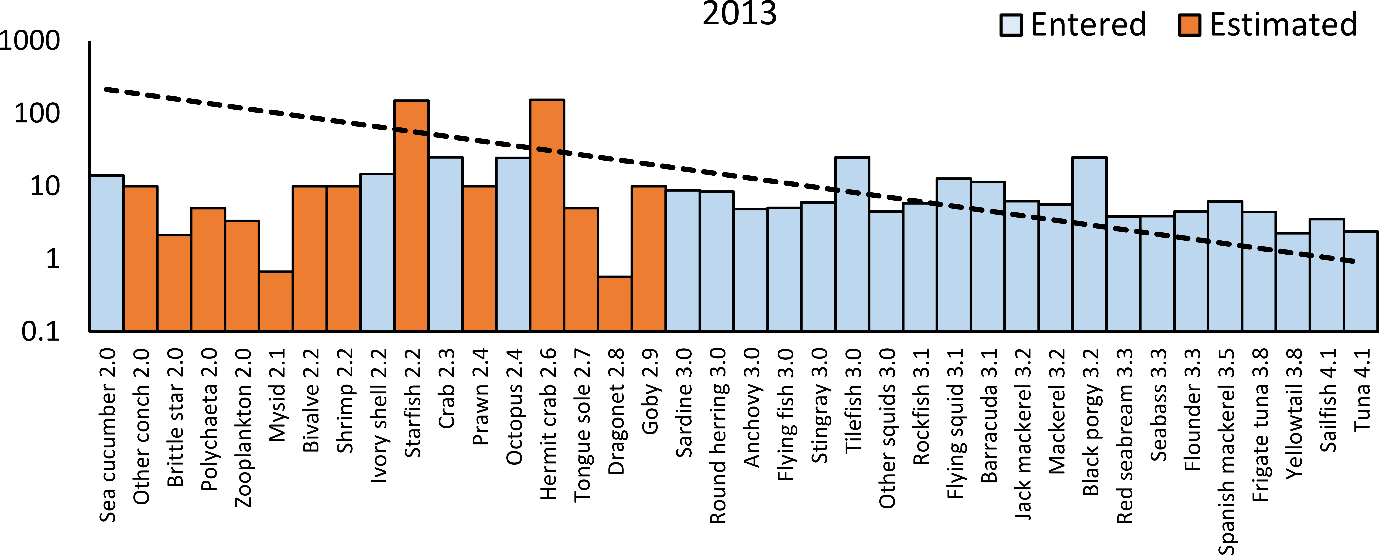 2013
Entered
Estimated
1000
100
10
1
0.1
Sea cucumber 2.0
Other conch 2.0
Brittle star 2.0
Polychaeta 2.0
Zooplankton 2.0
Mysid 2.1
Bivalve 2.2
Shrimp 2.2
Ivory shell 2.2
Starfish 2.2
Crab 2.3
Prawn 2.4
Octopus 2.4
Hermit crab 2.6
Tongue sole 2.7
Dragonet 2.8
Goby 2.9
Sardine 3.0
Round herring 3.0
Anchovy 3.0
Flying fish 3.0
Stingray 3.0
Tilefish 3.0
Other squids 3.0
Rockfish 3.1
Flying squid 3.1
Barracuda 3.1
Jack mackerel 3.2
Mackerel 3.2
Black porgy 3.2
Red seabream 3.3
Seabass 3.3
Flounder 3.3
Spanish mackerel 3.5
Frigate tuna 3.8
Yellowtail 3.8
Sailfish 4.1
Tuna 4.1